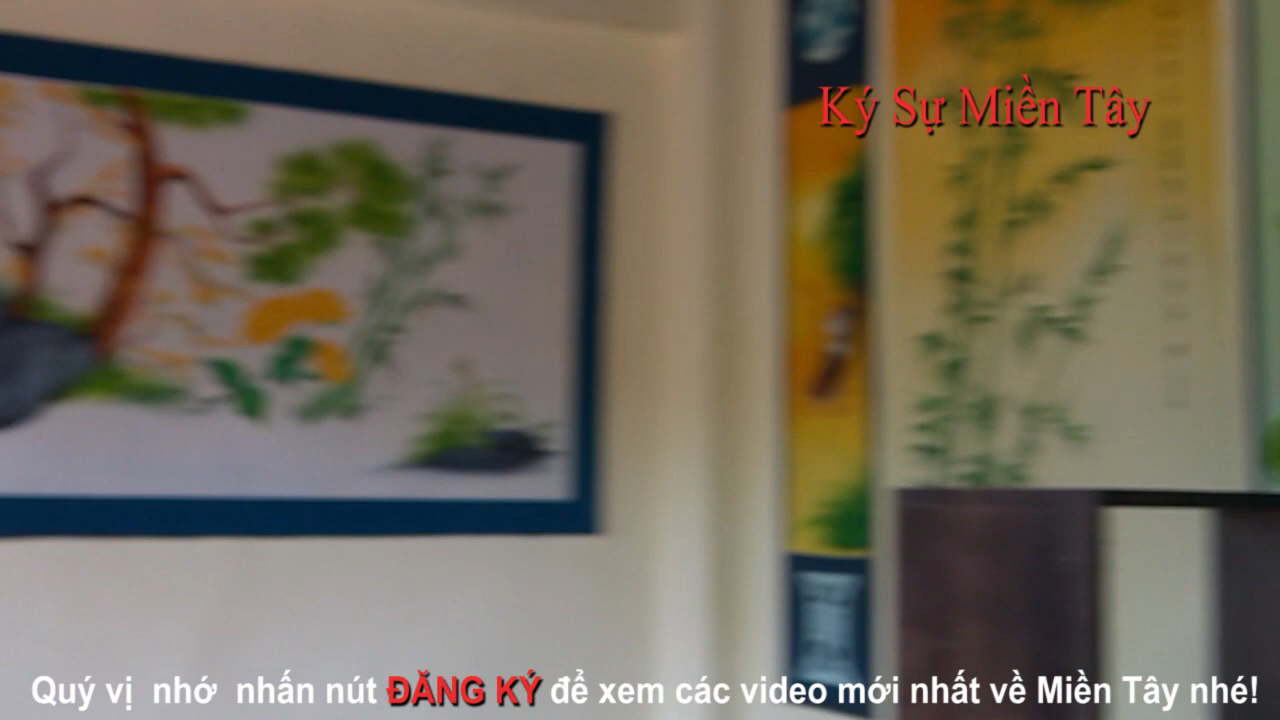 Ký Sự Miền Tây
Quý vị nhớ nhấn nút ĐĂNG KÝ để xem các video mới nhất về Miền Tây nhé!